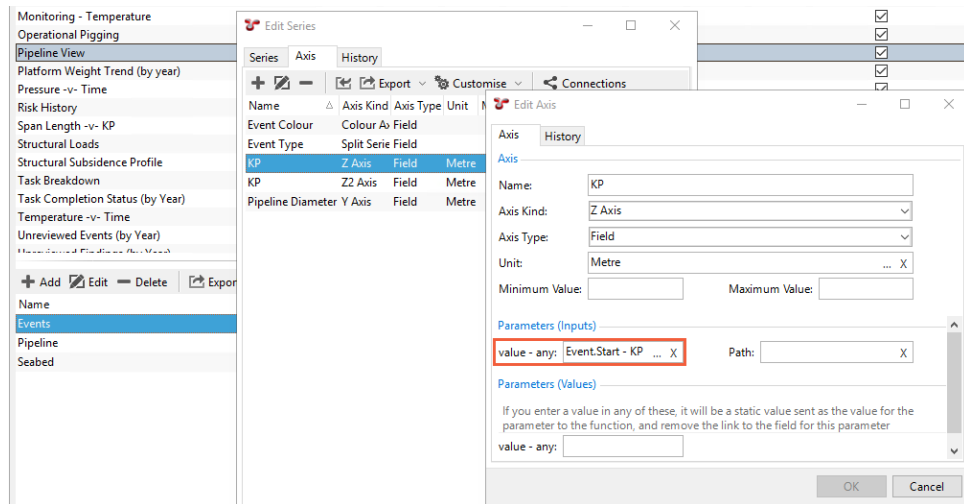 Monitoring - Temperature
Operational Pigging
Pipeline View
Platform Weight Trend (by year)
Pressure -v- Time
Risk History
Span Length -v- KP
Structural Loads
Structural Subsidence Profile
Task Breakdown
Task Completion Status (by Year)
Temperature -v- Time
Unreviewed Events (by Year)
Unreviewed Findings (by Year)
Add Edit Delete Expor
Name
Events
Pipeline
Seabed
Edit Series
Series Axis History
Export Customise Connections
Name Axis Kind Axis Type Unit
Event Colour Colour Ax Field
Event Type Split Serie Field
KP Z Axis Field Metre
KP Z2 Axis Field Metre
Pipeline Diameter Y Axis Field Metre
Edit Axis
Axis History
Axis
Name: KP
Axis Kind: Z Axis
Axis Type: Field
Unit: Metre ... X
Minimum Value: Maximum Value:
Parameters (Inputs)
value - any: Event.Start - KP ... X Path: X
Parameters (Values)
If you enter a value in any of these, it will be a static value sent as the value for the
parameter to the function, and remove the link to the field for this parameter
value - any:
OK Cancel